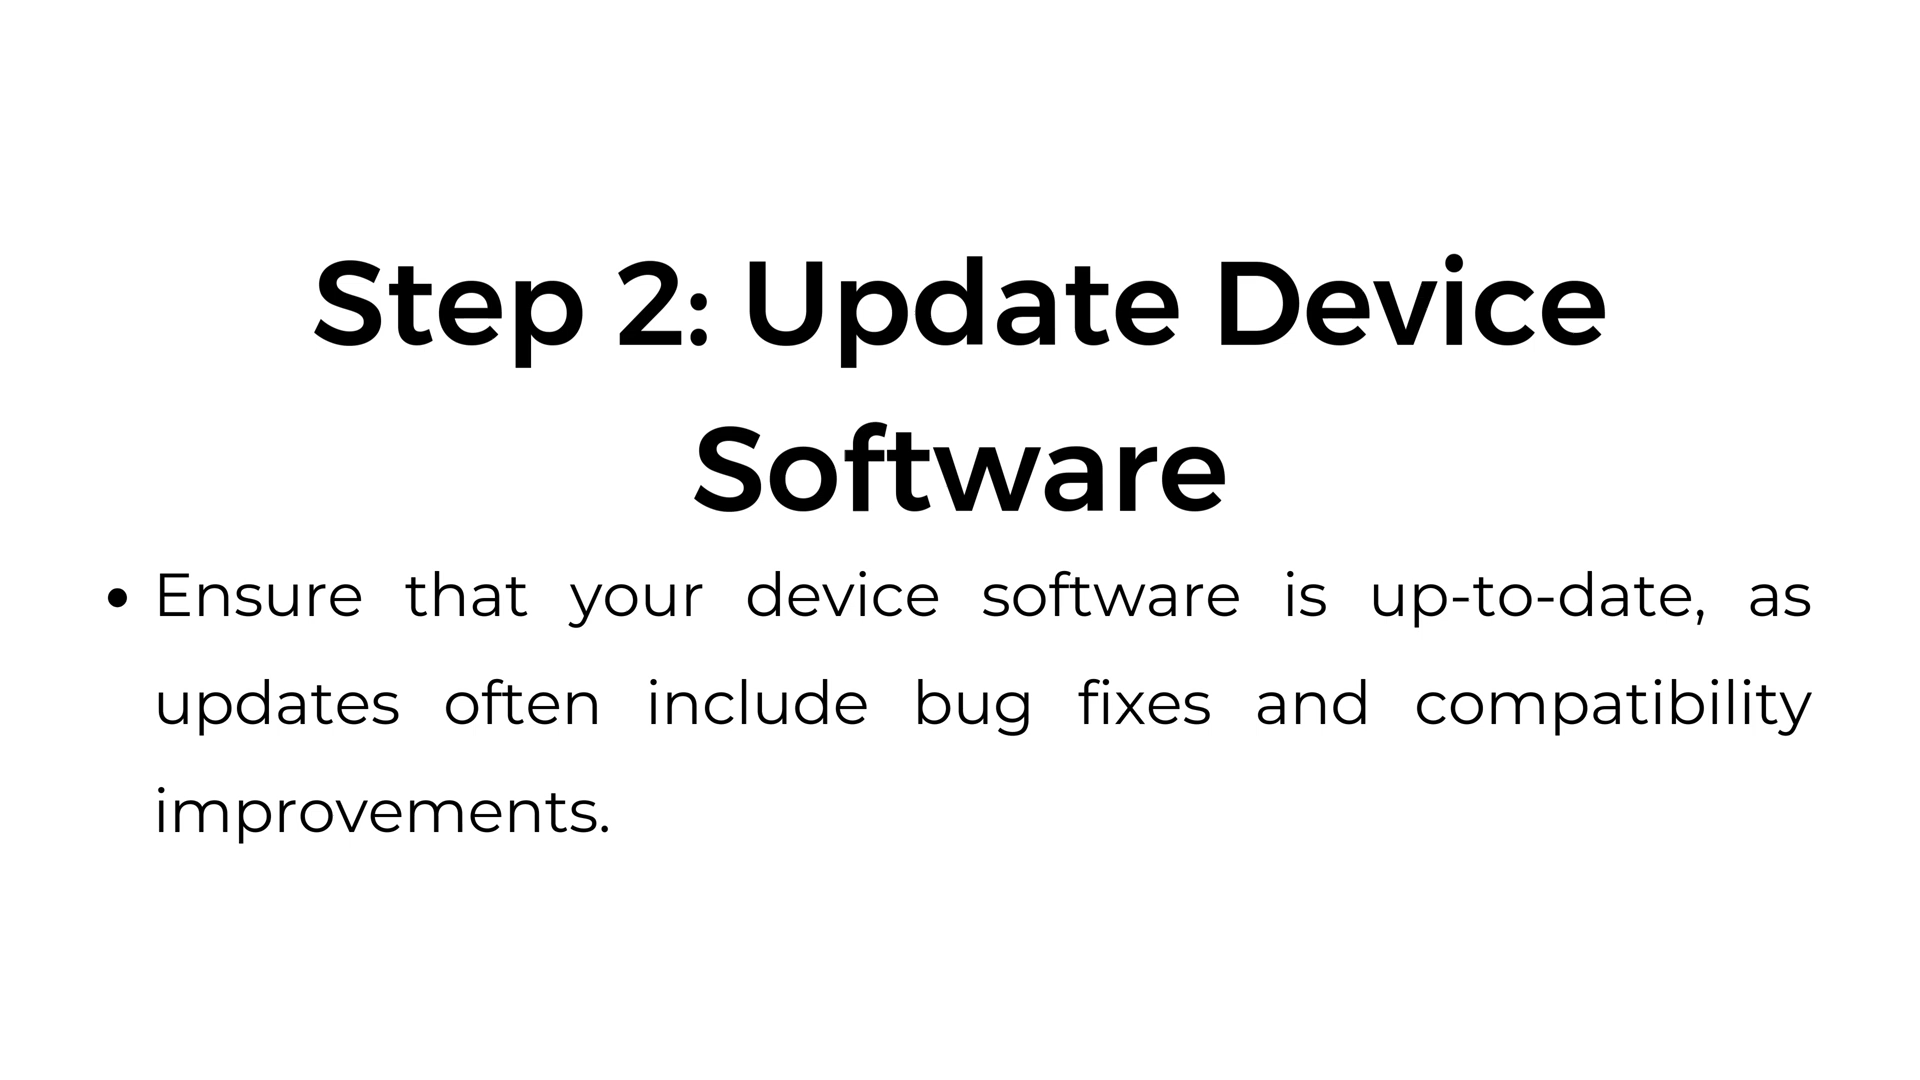 Step 2: Update Device
Software
• Ensure that your device software is up-to-date, as
updates often include bug fixes and compatibility
improvements.